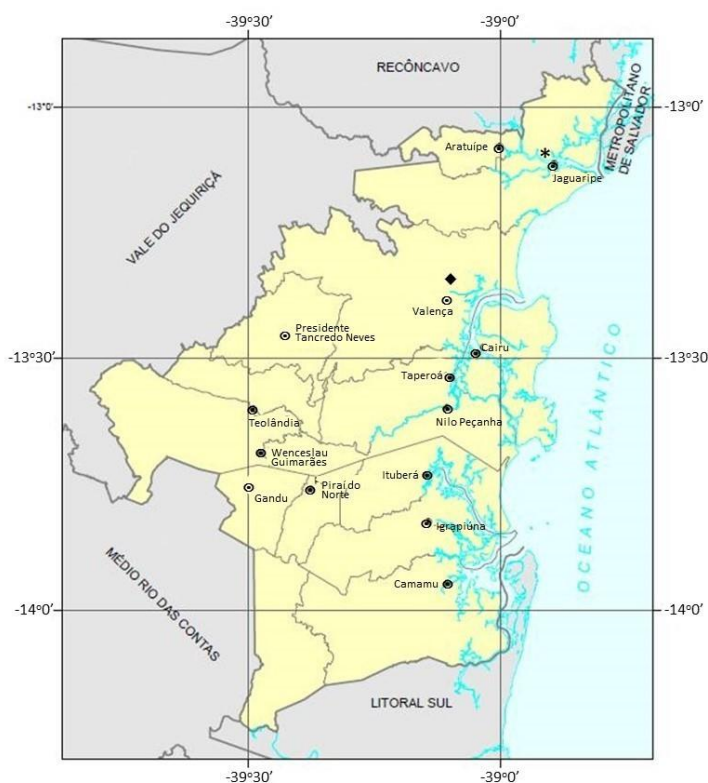 -39°30'
-39°0'
RECÔNCAVO
METROPOLITANO
DE SALVADOR
-13°0'
-13°0'
Aratuípe
*
Jaguaripe
VALE DO JEQUIRIÇÁ
Valença
Presidente
Tancredo Neves
Cairu
-13°30'
-13°30'
Taperoá
OCEANO ATLÂNTICO
Teolândia
Nilo Peçanha
Wenceslau
Guimarães
Ituberá
Gandu
Piraí do
Norte
Igrapiúna
MÉDIO RIO DAS CONTAS
Camamu
-14°0'
-14°0'
LITORAL SUL
-39°30'
-39°0'